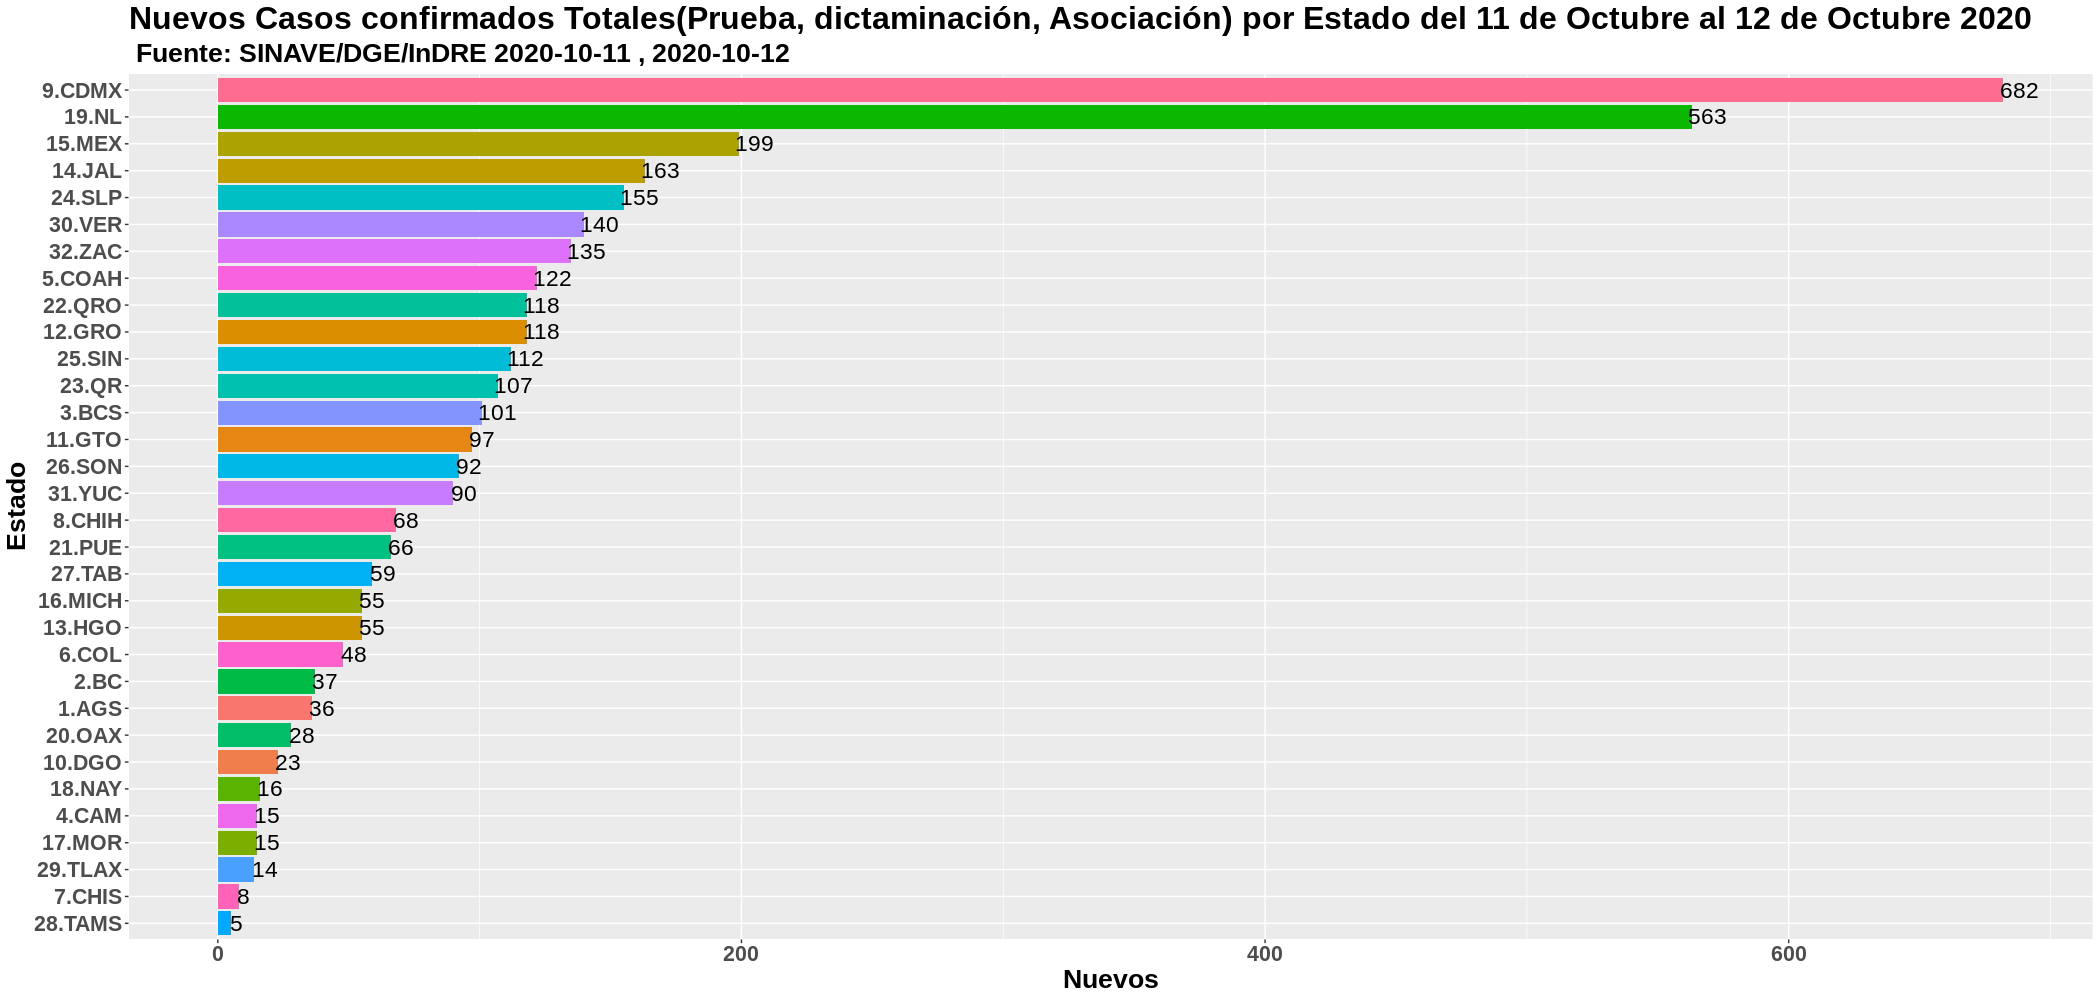 Nuevos Casos confirmados Totales(Prueba, dictaminación, Asociación) por Estado del 11 de Octubre al 12 de Octubre 2020
Fuente: SINAVE/DGE/InDRE 2020-10-11 , 2020-10-12
Estado
9.CDMX 682
19.NL 563
15.MEX 199
14.JAL 163
24.SLP 155
30.VER 140
32.ZAC 135
5.COAH 122
22.QRO 118
12.GRO 118
25.SIN 112
23.QR 107
3.BCS 101
11.GTO 97
26.SON 92
31.YUC 90
8.CHIH 68
21.PUE 66
27.TAB 59
16.MICH 55
13.HGO 55
6.COL 48
2.BC 37
1.AGS 36
20.OAX 28
10.DGO 23
18.NAY 16
4.CAM 15
17.MOR 15
29.TLAX 14
7.CHIS 8
28.TAMS 5
0 200 400 600
Nuevos